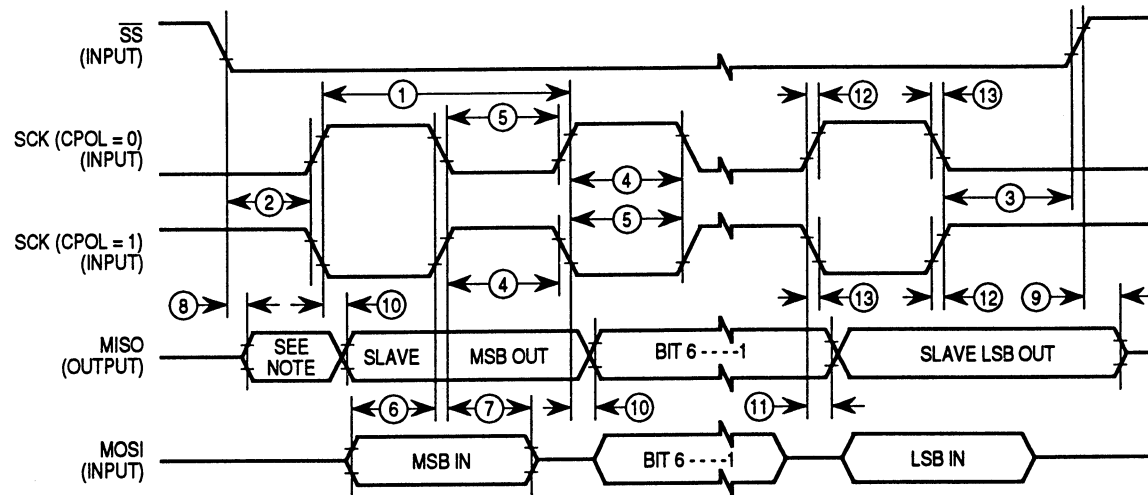 SS
(INPUT)
1
12
13
5
SCK (CPOL = 0)
(INPUT)
4
2
3
5
SCK (CPOL = 1)
(INPUT)
4
8
10
13
12
9
MISO
(OUTPUT)
SEE
NOTE
SLAVE
MSB OUT
BIT 6 - - - - 1
SLAVE LSB OUT
6
7
10
11
MOSI
(INPUT)
MSB IN
BIT 6 - - - - 1
LSB IN